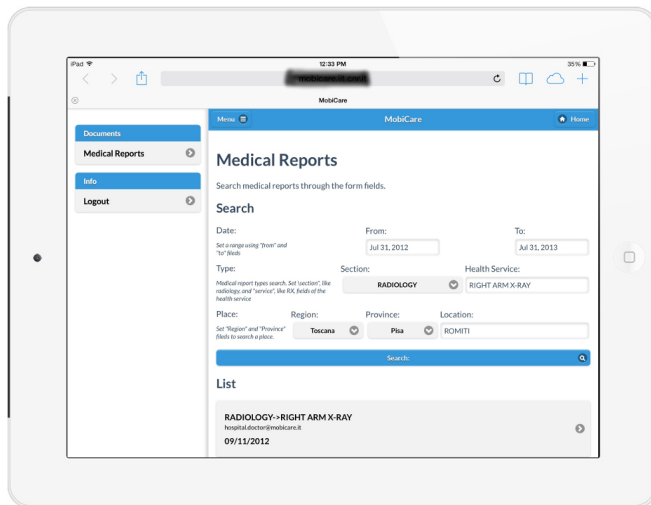 iPad 12:33 PM 35%
MobiCare
Menu MobiCare Home
Documents
Medical Reports
Info
Logout
Medical Reports
Search medical reports through the form fields.
Search
Date: From: To:
Set a range using "from" and
"to" fileds
Jul 31, 2012 Jul 31, 2013
Type: Section: Health Service:
Medical report types search. Set \section", like
radiology, and "service", like RX, fields of the
health service
RADIOLOGY RIGHT ARM X-RAY
Place: Region: Province: Location:
Set "Region" and "Province"
fileds to search a place.
Toscana Pisa ROMITI
Search:
List
RADIOLOGY->RIGHT ARM X-RAY
hospital.doctor@mobicare.it
09/11/2012